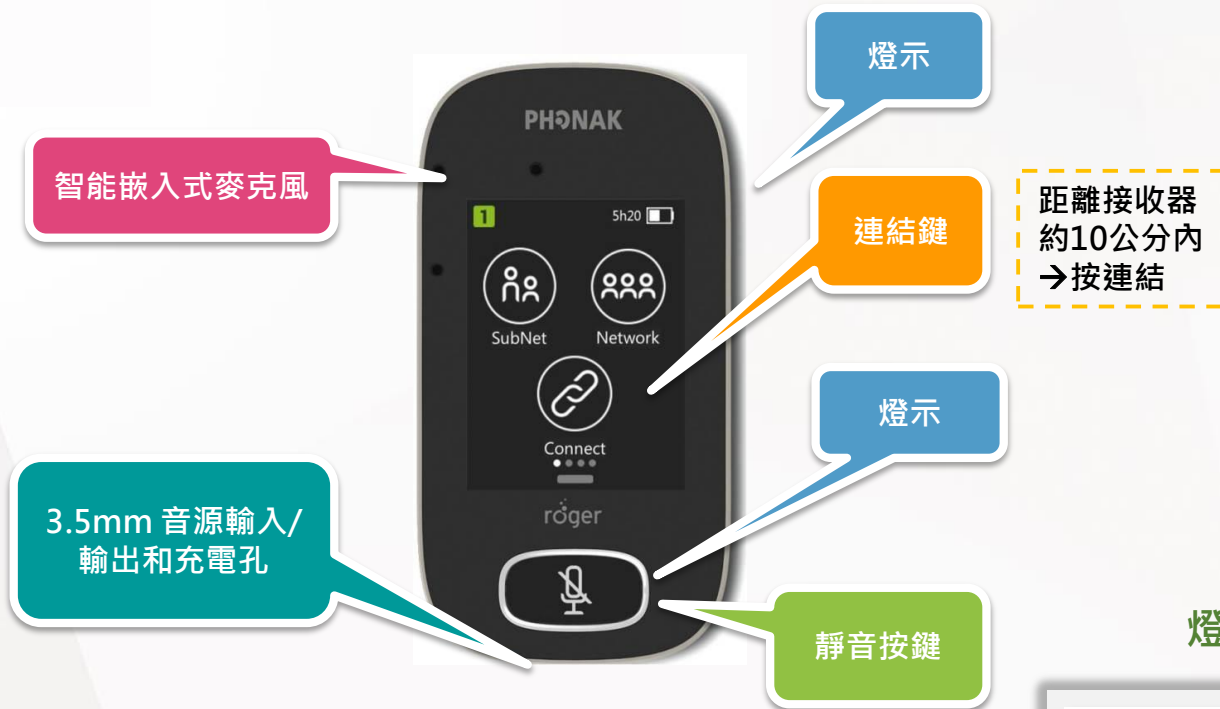 燈示
PHONAK
智能嵌入式麥克風
1
5h20
連結鍵
距離接收器
約10公分內
→按連結
SubNet
Network
燈示
Connect
3.5mm 音源輸入/
輸出和充電孔
roger
靜音按鍵
燈